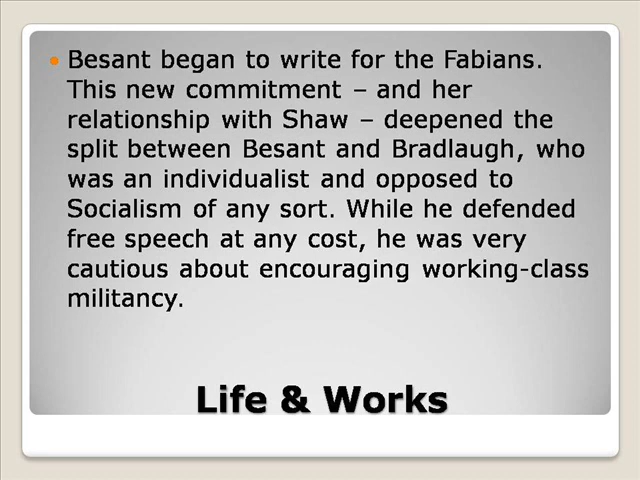 Besant began to write for the Fabians.
This new commitment – and her
relationship with Shaw – deepened the
split between Besant and Bradlaugh, who
was an individualist and opposed to
Socialism of any sort. While he defended
free speech at any cost, he was very
cautious about encouraging working-class
militancy.
Life & Works